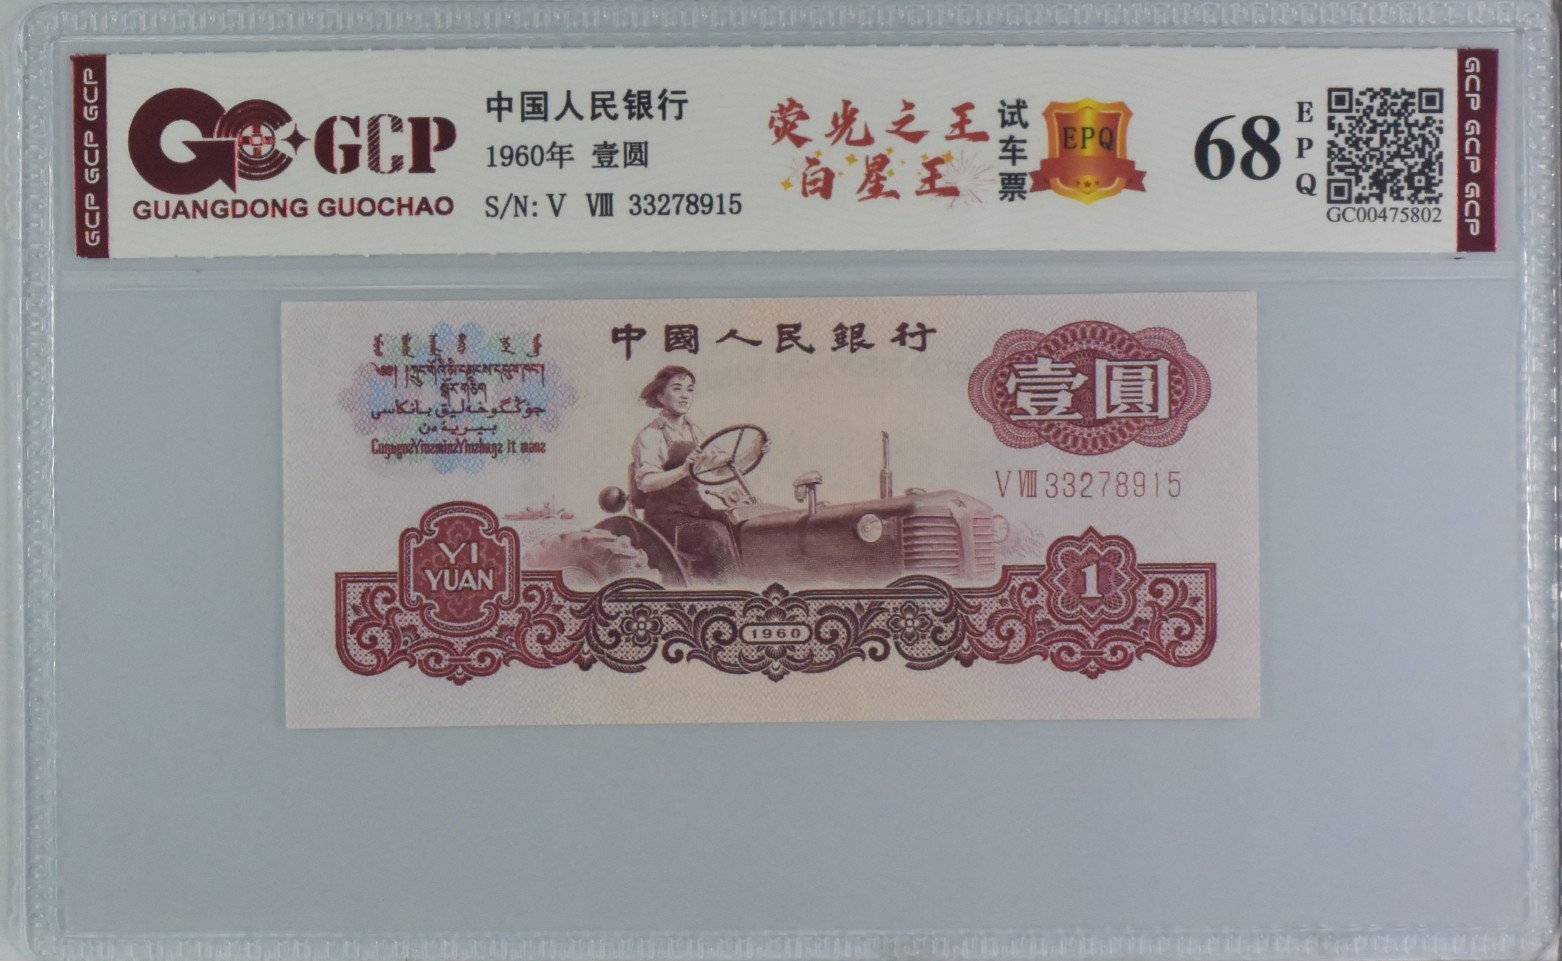 GCP GCP GCP
GCP
GUANGDONG GUOCHAO
中国人民银行
1960年 壹圆
S/N: V Ⅷ 33278915
荧光之王
白星王
试车票
EPQ
68
EPQ
GC00475802
GCP GCP GCP
中國人民銀行
壹圓
V Ⅷ 33278915
YI
YUAN
1960
1